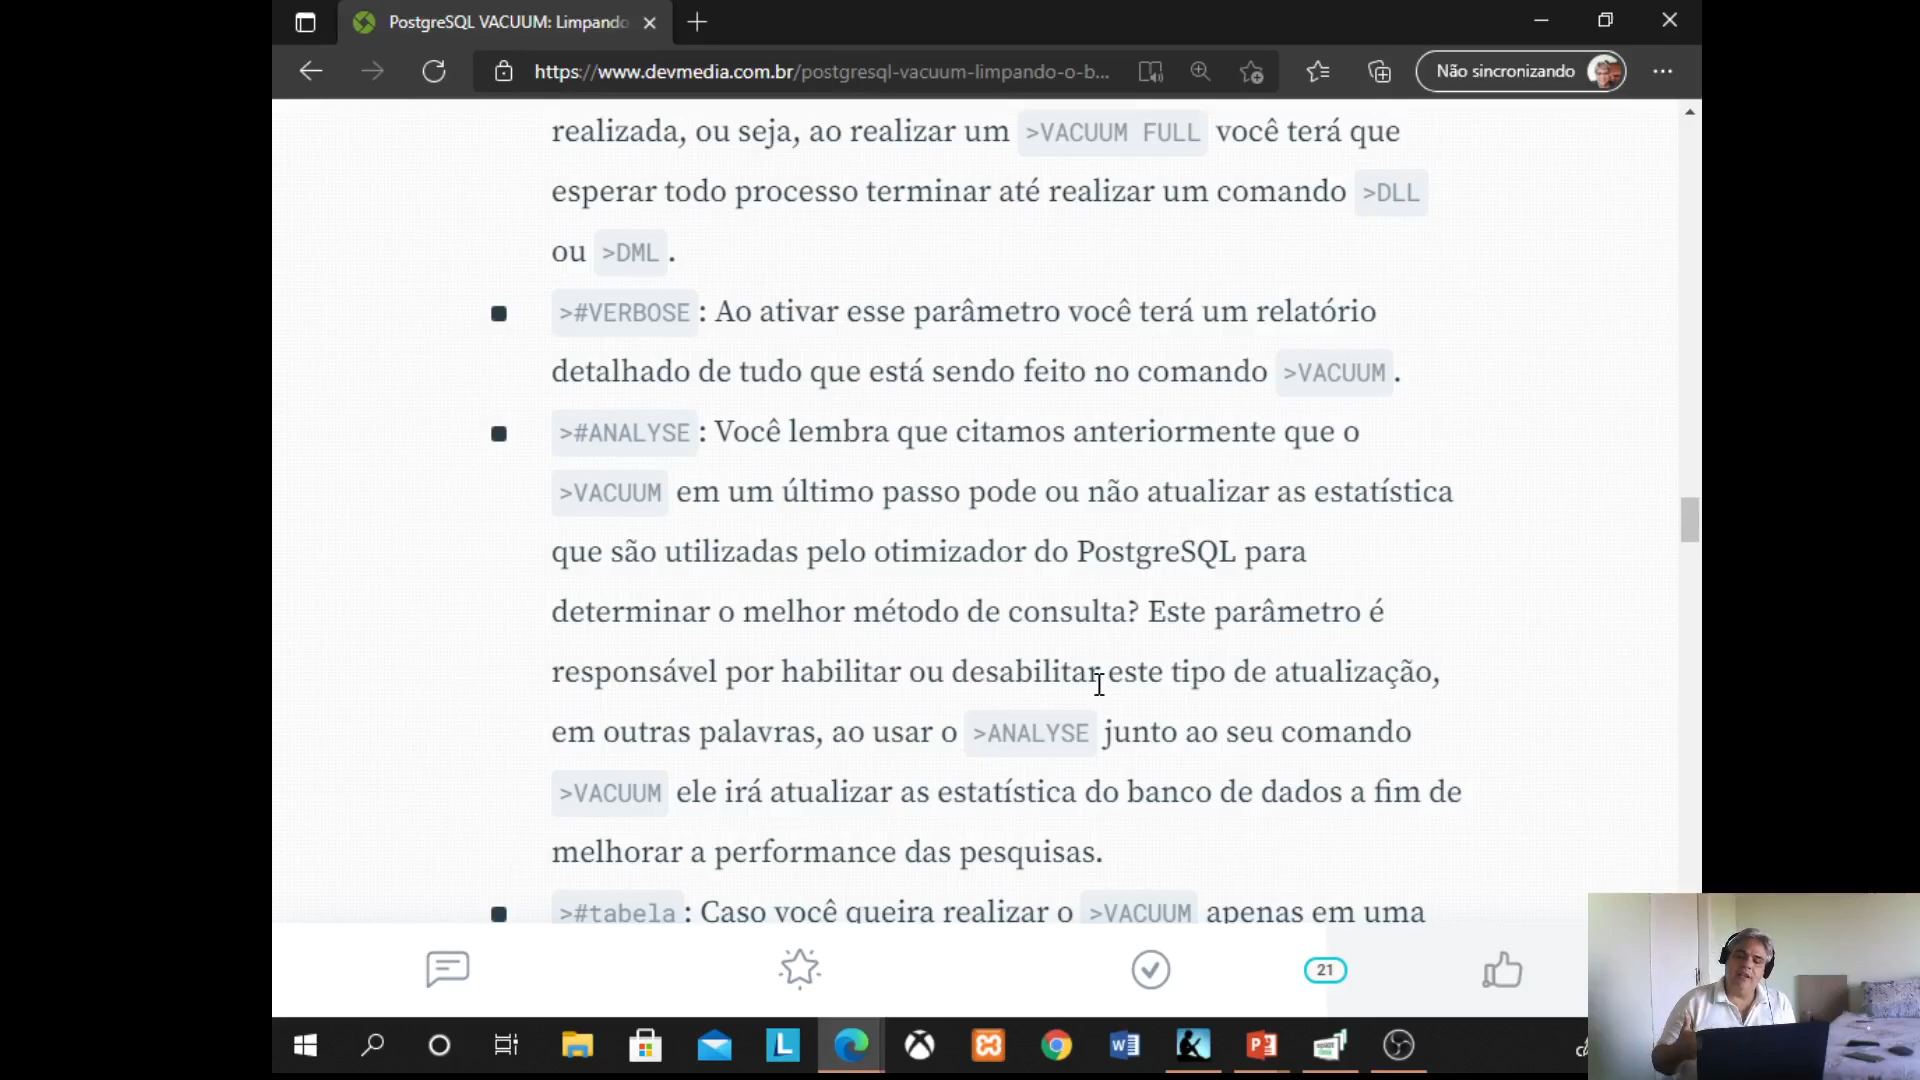 PostgreSQL VACUUM: Limpando
https://www.devmedia.com.br/postgresql-vacuum-limpando-o-b...
Não sincronizando
realizada, ou seja, ao realizar um >VACUUM FULL você terá que
esperar todo processo terminar até realizar um comando >DLL
ou >DML.
>#VERBOSE: Ao ativar esse parâmetro você terá um relatório
detalhado de tudo que está sendo feito no comando >VACUUM.
>#ANALYSE: Você lembra que citamos anteriormente que o
>VACUUM em um último passo pode ou não atualizar as estatística
que são utilizadas pelo otimizador do PostgreSQL para
determinar o melhor método de consulta? Este parâmetro é
responsável por habilitar ou desabilitar este tipo de atualização,
em outras palavras, ao usar o >ANALYSE junto ao seu comando
>VACUUM ele irá atualizar as estatística do banco de dados a fim de
melhorar a performance das pesquisas.
>#tabela: Caso você queira realizar o >VACUUM apenas em uma
21